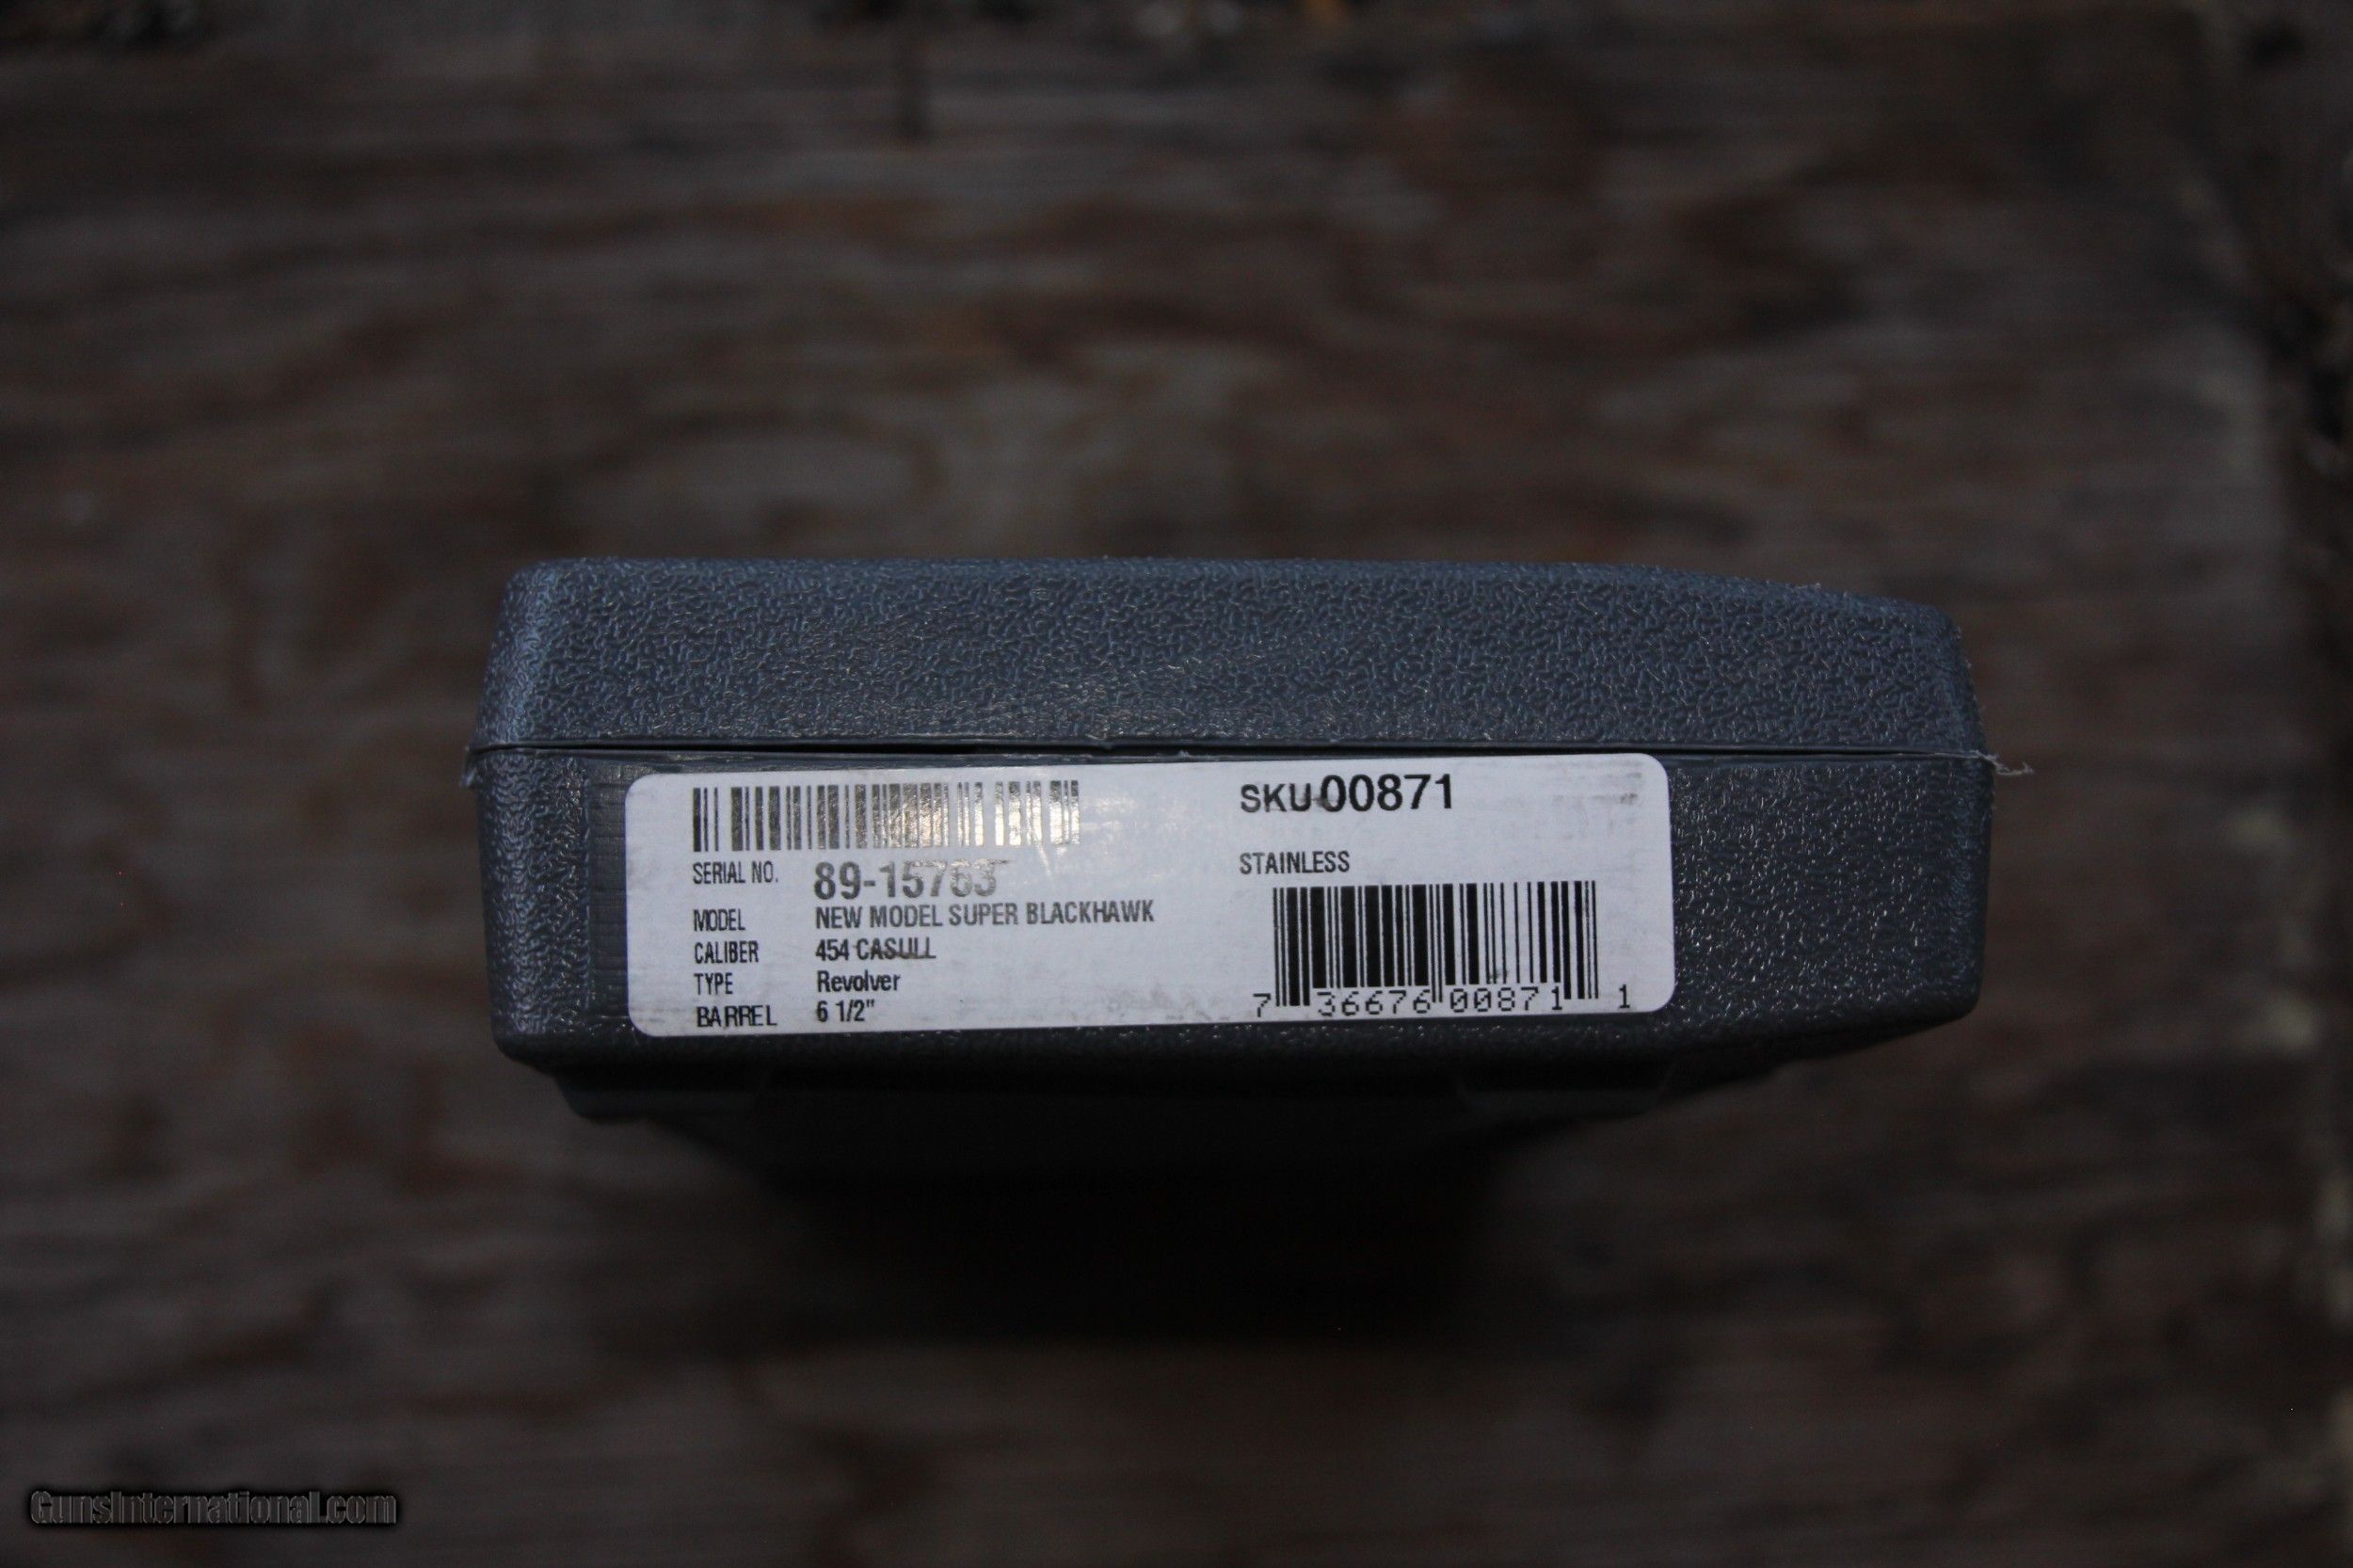 SKU 00871
SERIAL NO. 89-15763
STAINLESS
MODEL NEW MODEL SUPER BLACKHAWK
CALIBER 454 CASULL
TYPE Revolver
BARREL 6 1/2"
7 36676 00871 1
GunsInternational.com